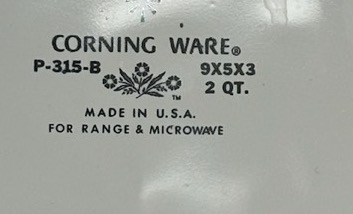 CORNING WARE®
P-315-B 9X5X3
2 QT.
™
MADE IN U.S.A.
FOR RANGE & MICROWAVE